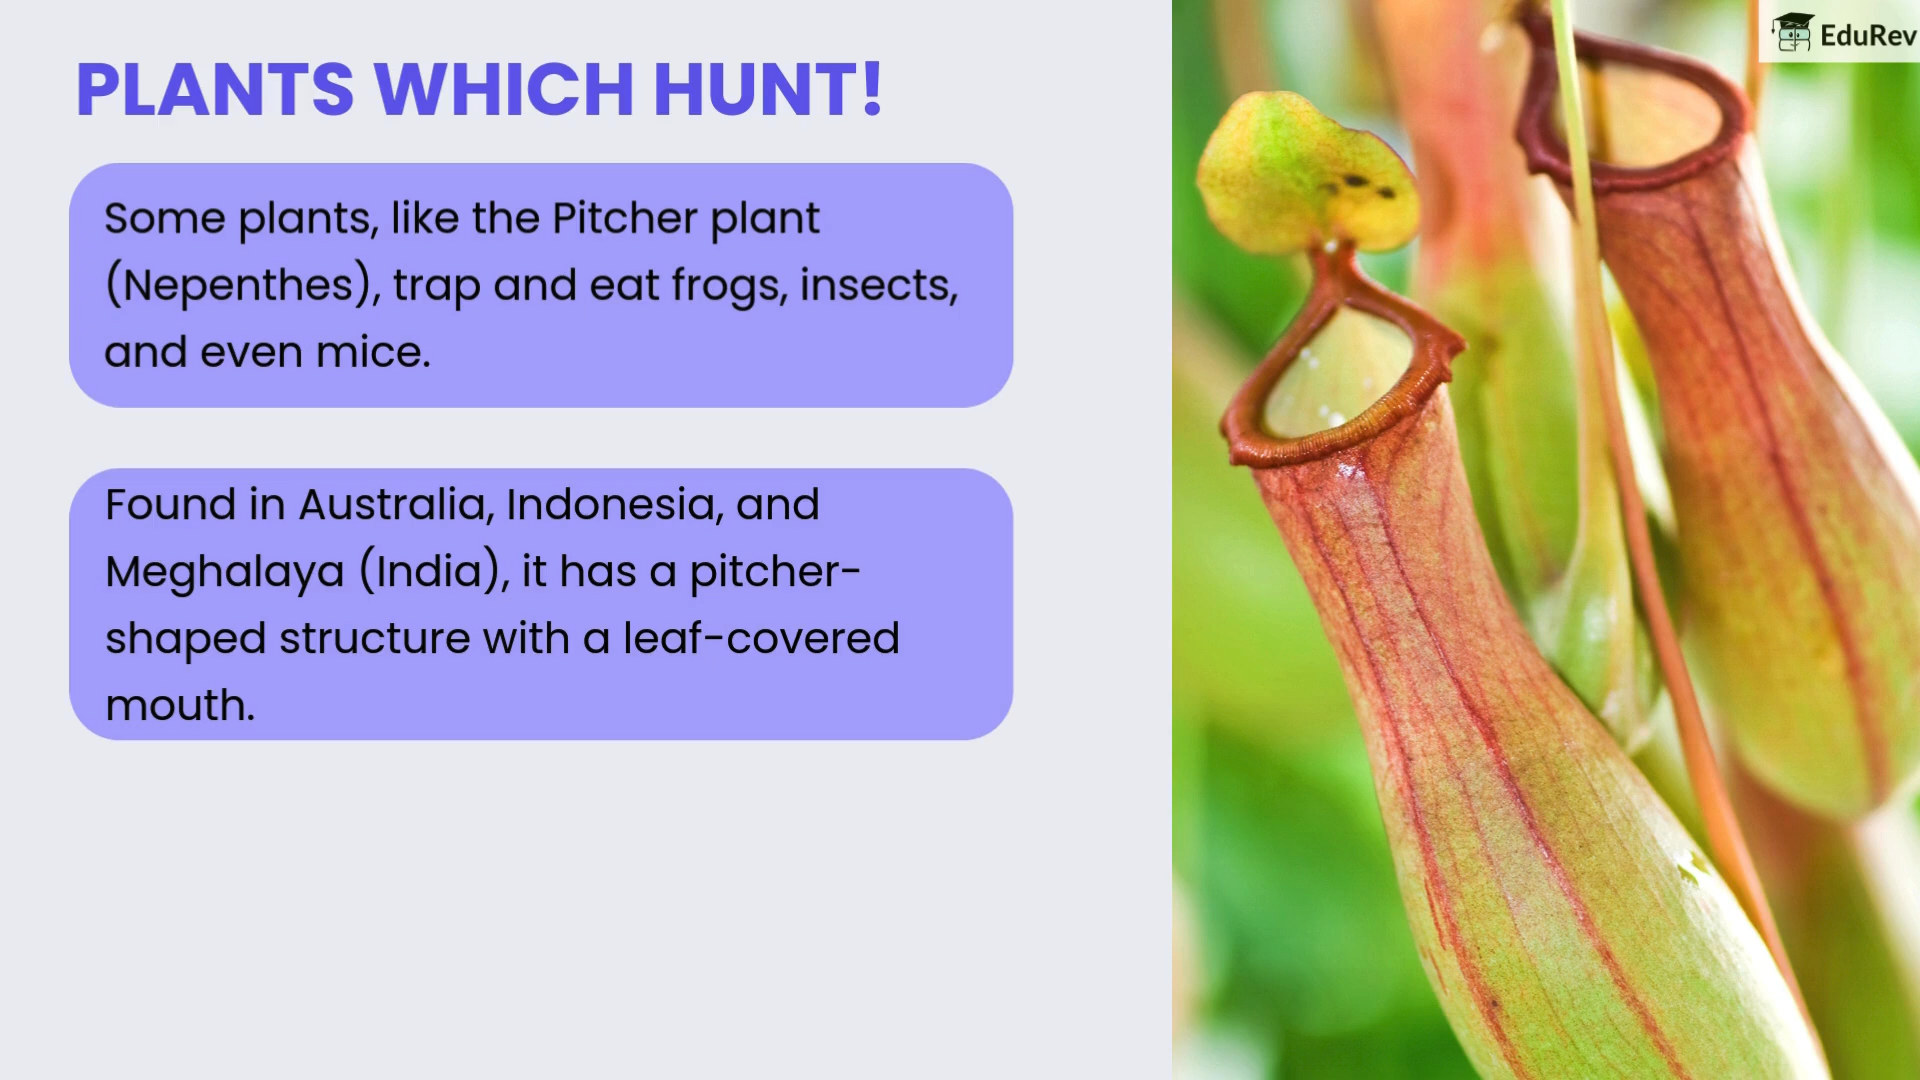 EduRev
PLANTS WHICH HUNT!
Some plants, like the Pitcher plant
(Nepenthes), trap and eat frogs, insects,
and even mice.
Found in Australia, Indonesia, and
Meghalaya (India), it has a pitcher-
shaped structure with a leaf-covered
mouth.